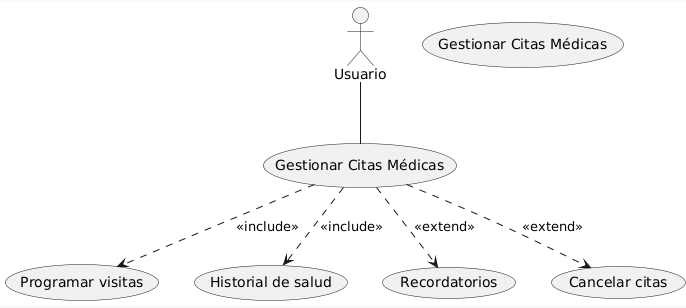 Gestionar Citas Médicas
Usuario
Gestionar Citas Médicas
«include»
«include»
«extend»
«extend»
Programar visitas
Historial de salud
Recordatorios
Cancelar citas